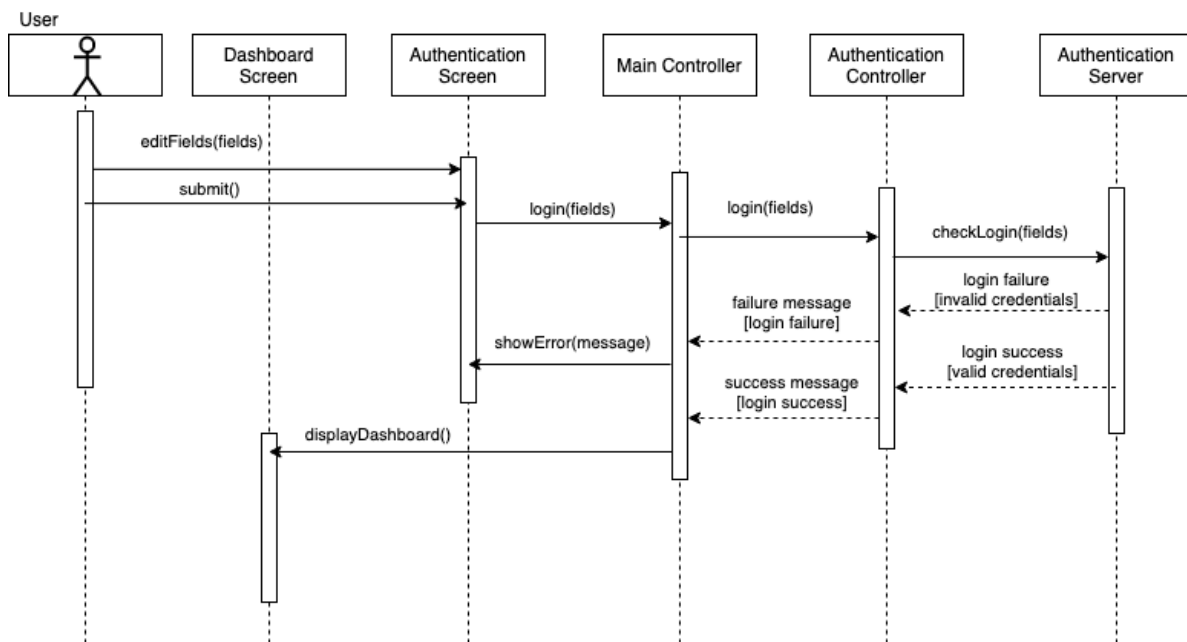 User
Dashboard
Screen
Authentication
Screen
Main Controller
Authentication
Controller
Authentication
Server
editFields(fields)
submit()
login(fields)
login(fields)
checkLogin(fields)
login failure
[invalid credentials]
failure message
[login failure]
showError(message)
login success
[valid credentials]
success message
[login success]
displayDashboard()